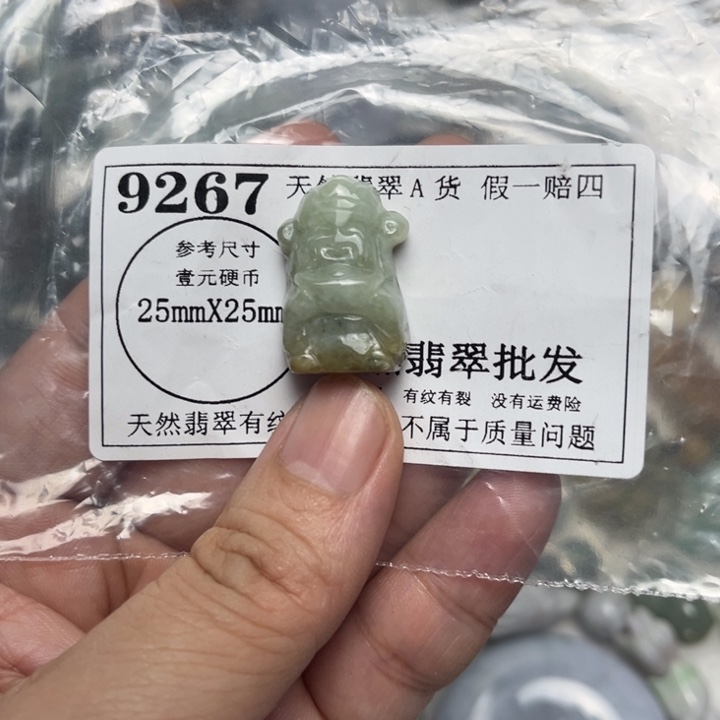 9267 天然翡翠A货 假一赔四
参考尺寸
壹元硬币
25mmX25mm
翡翠批发
有纹有裂 没有运费险
天然翡翠有纹 不属于质量问题